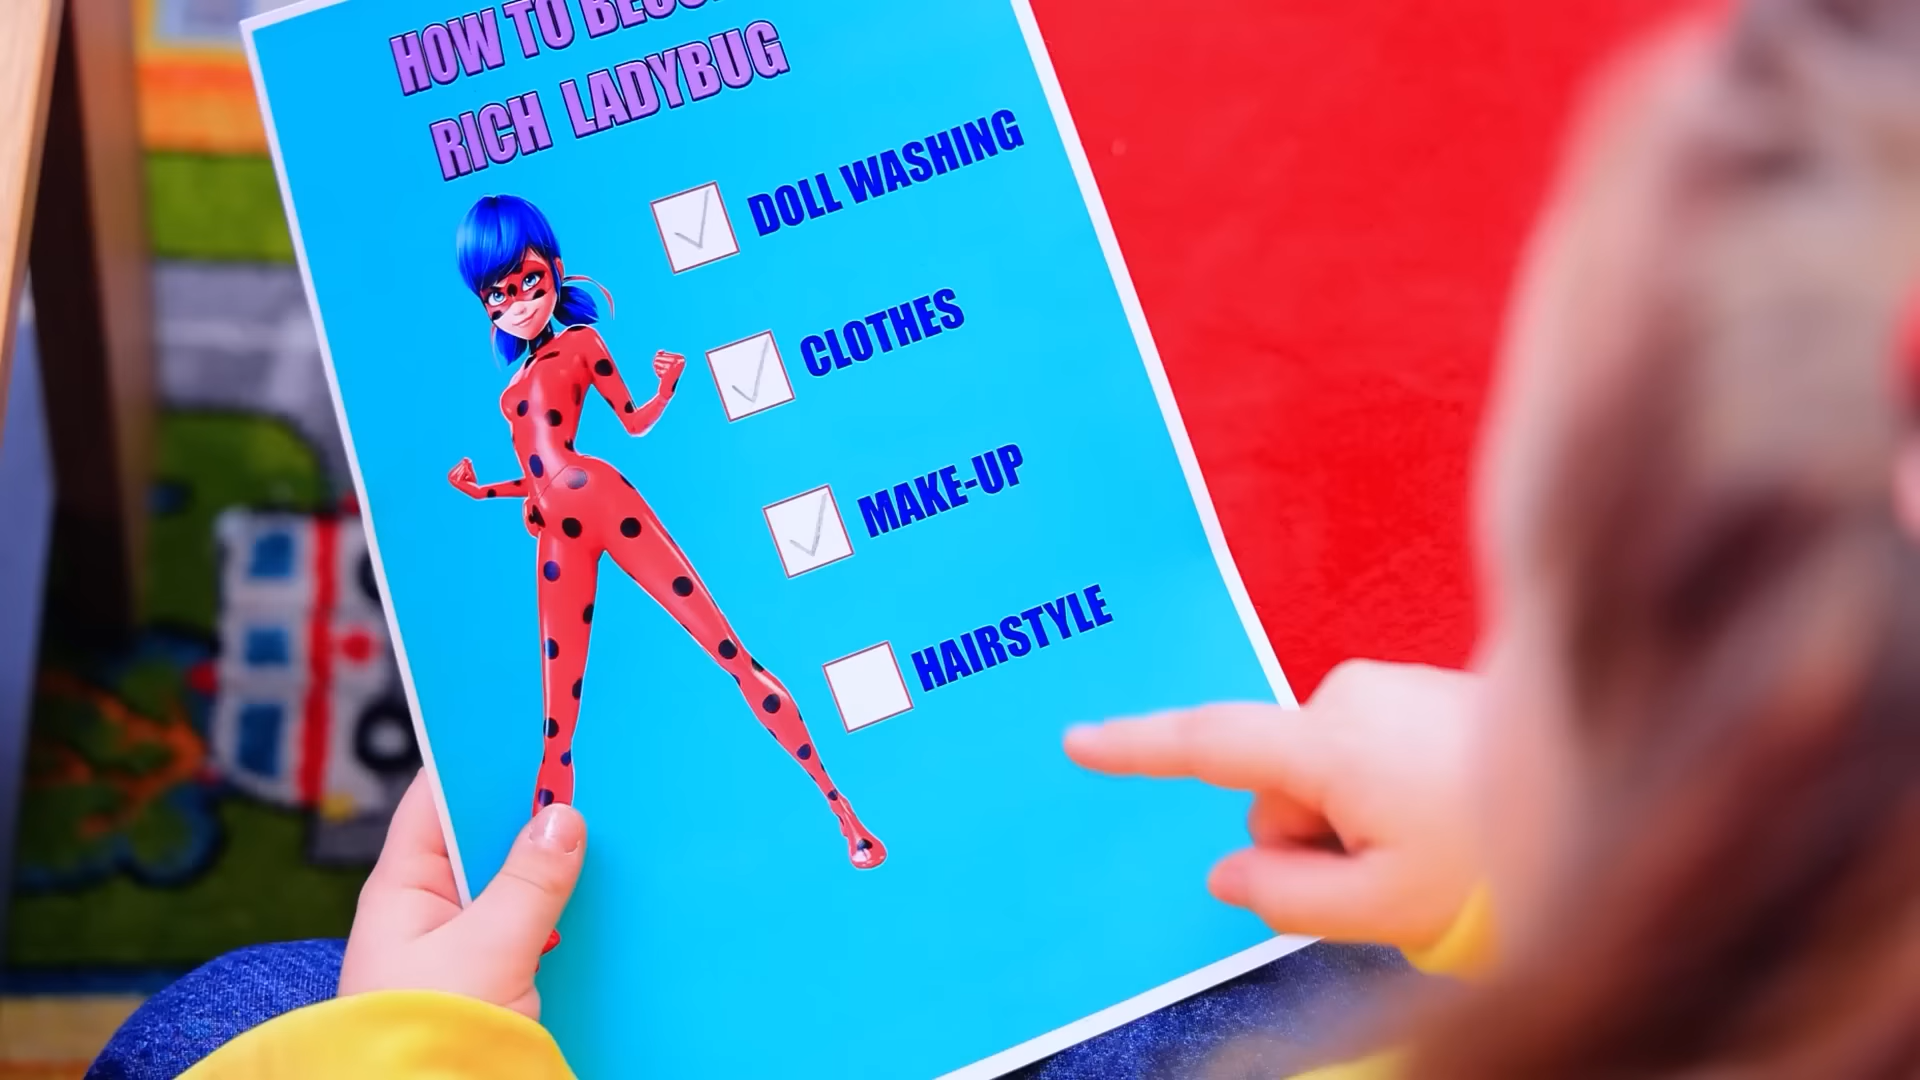 HOW TO
RICH LADYBUG
DOLL WASHING
CLOTHES
MAKE-UP
HAIRSTYLE